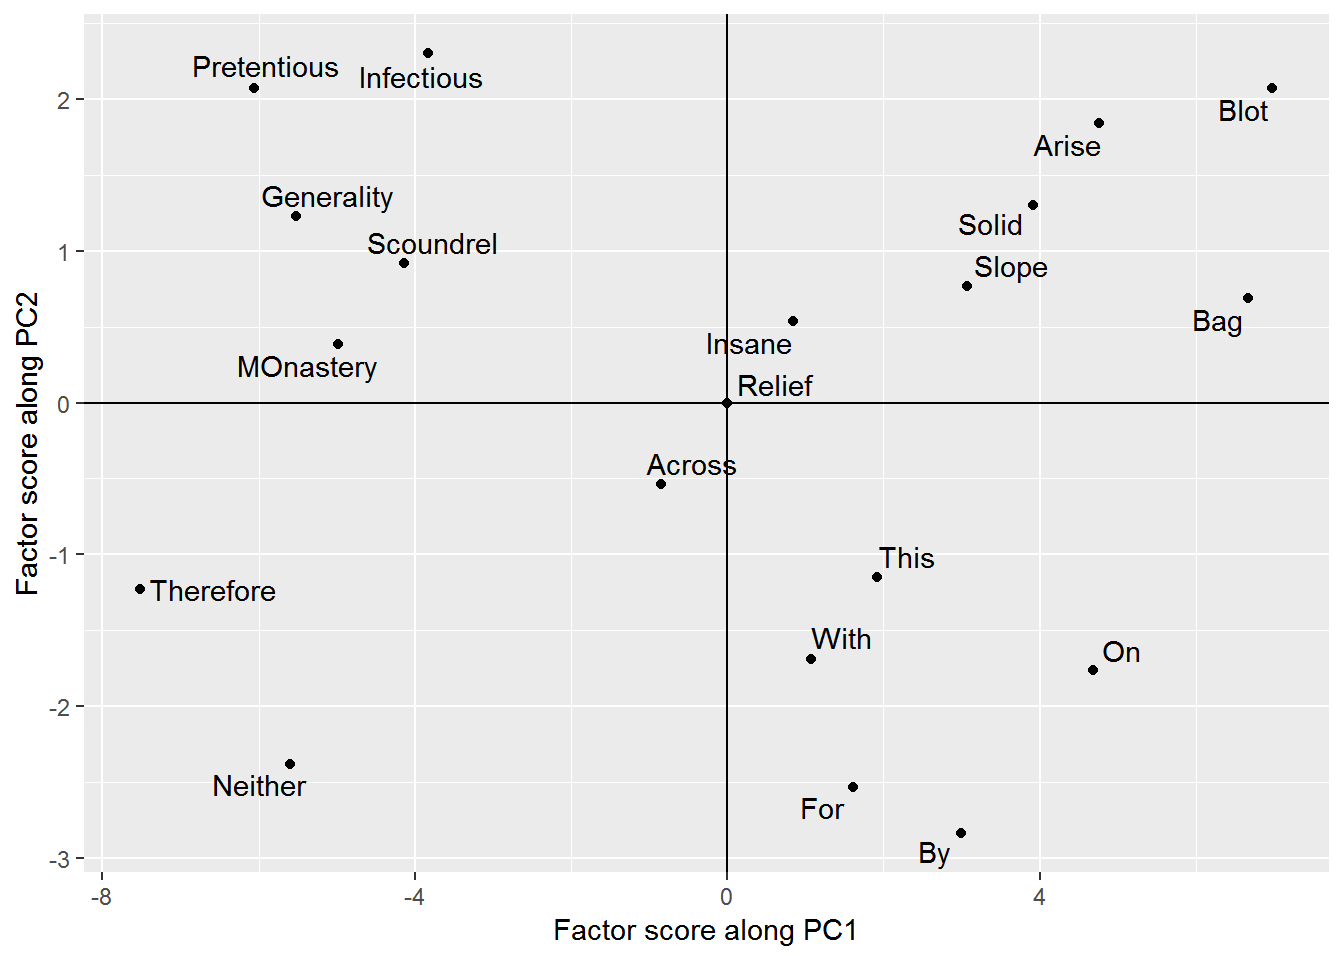 Pretentious
Infectious
Blot
Arise
Generality
Solid
Scoundrel
Slope
Bag
Insane
MOnastery
Relief
Across
This
Therefore
With
On
Neither
For
By
2
1
0
-1
-2
-3
-8
-4
0
4
Factor score along PC1
Factor score along PC2